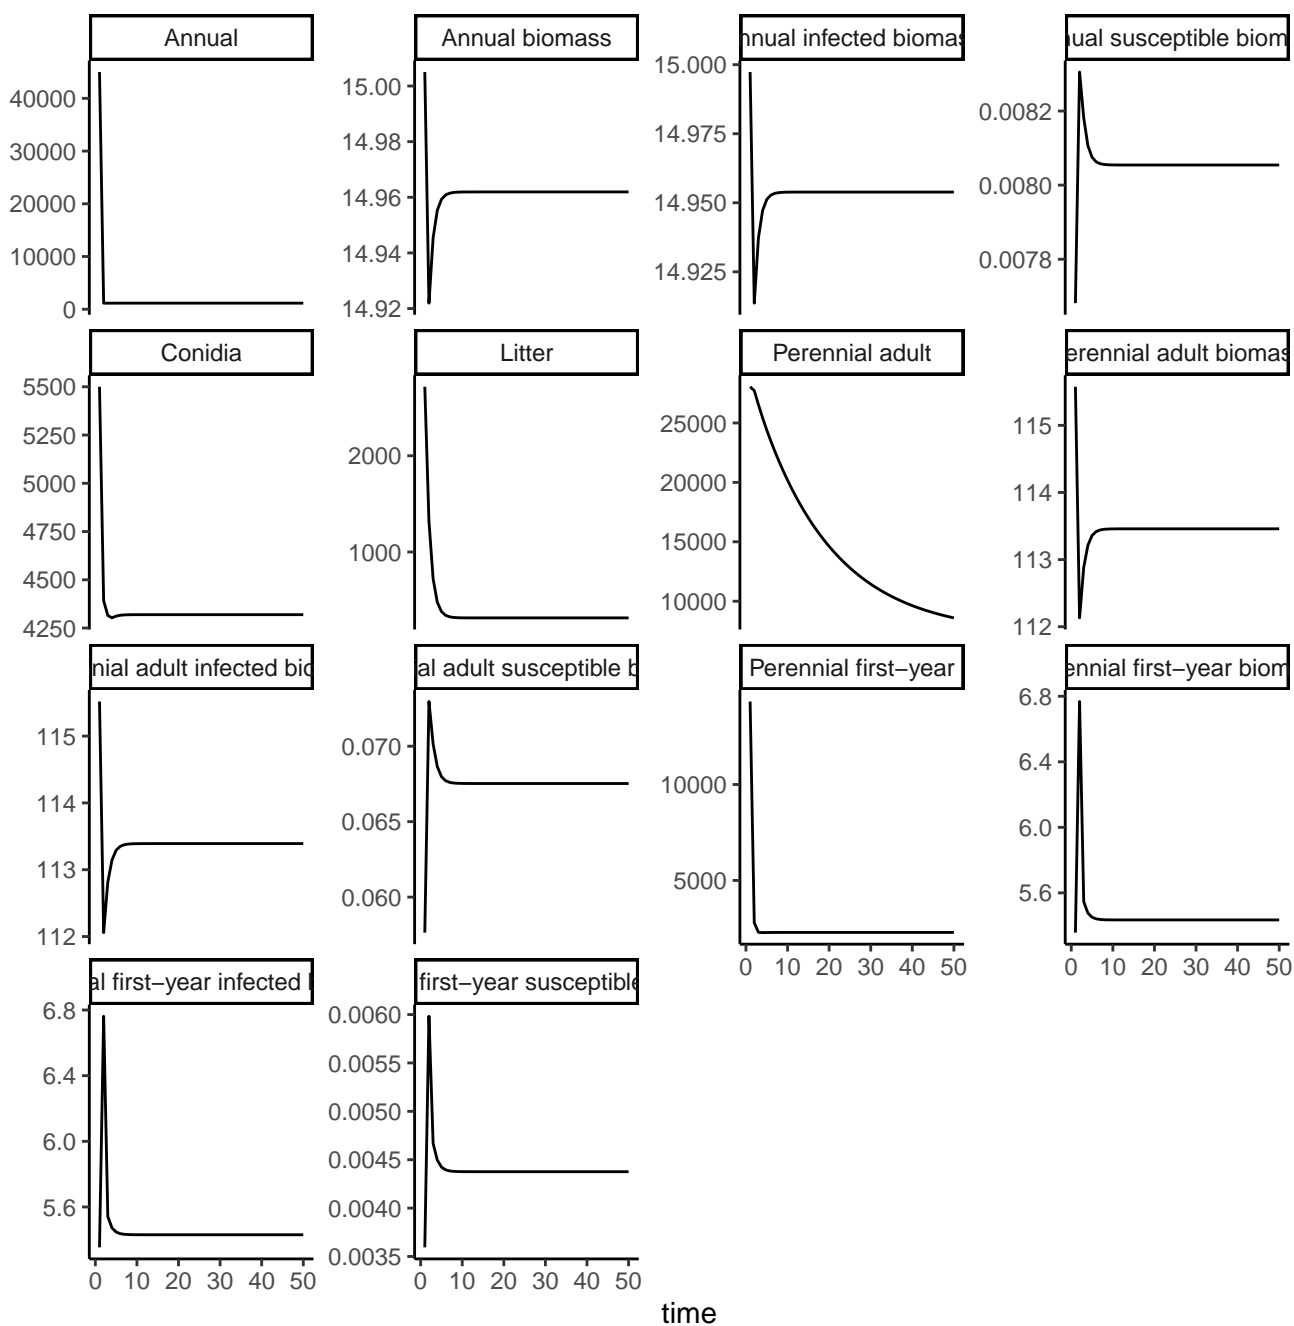 Annual
Annual biomass
nnual infected biomas
ual susceptible biom
40000
30000
20000
10000
0
15.00
14.98
14.96
14.94
14.92
15.000
14.975
14.950
14.925
0.0082
0.0080
0.0078
Conidia
Litter
Perennial adult
erennial adult biomas
5500
5250
5000
4750
4500
4250
2000
1000
25000
20000
15000
10000
115
114
113
112
nial adult infected bio
al adult susceptible b
Perennial first−year
ennial first−year biom
115
114
113
112
0.070
0.065
0.060
10000
5000
6.8
6.4
6.0
5.6
0 10 20 30 40 50
0 10 20 30 40 50
al first−year infected
first−year susceptible
6.8
6.4
6.0
5.6
0.0060
0.0055
0.0050
0.0045
0.0040
0.0035
0 10 20 30 40 50
0 10 20 30 40 50
time